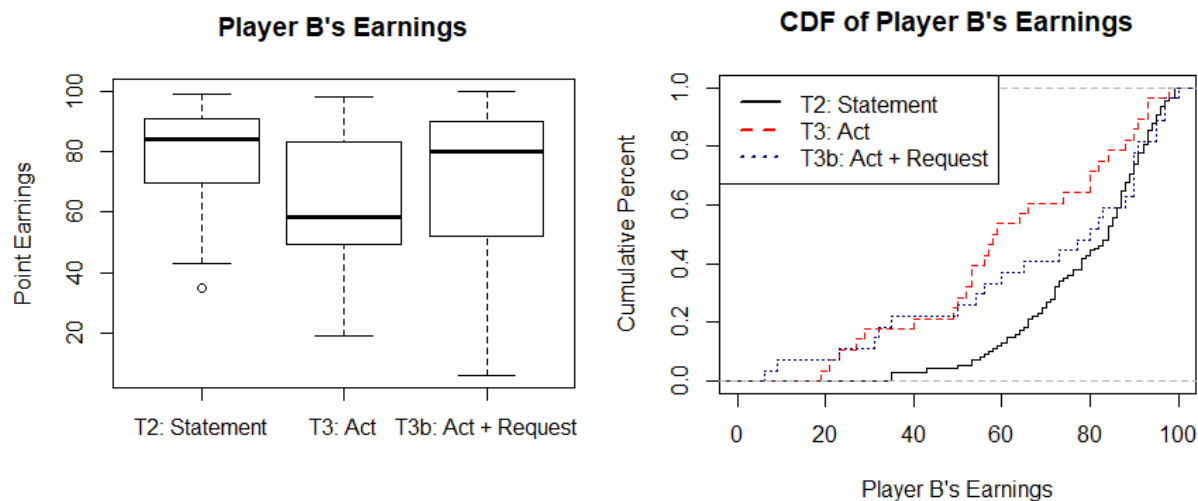 Player B's Earnings
Point Earnings
100
80
60
40
20
T2: Statement T3: Act T3b: Act + Request
CDF of Player B's Earnings
Cumulative Percent
1.0
0.8
0.6
0.4
0.2
0.0
T2: Statement
T3: Act
T3b: Act + Request
0 20 40 60 80 100
Player B's Earnings